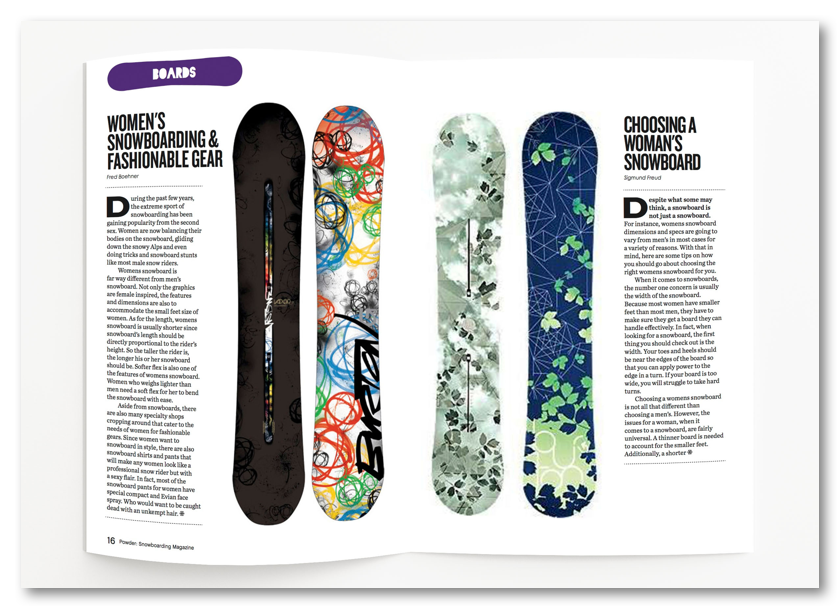 BOARDS
WOMEN'S
SNOWBOARDING &
FASHIONABLE GEAR
Fred Boehner
During the past few years,
the extreme sport of
snowboarding has been
gaining popularity from the second
sex. Women are now balancing their
bodies on the snowboard, gliding
down the snowy Alps and even
doing tricks and snowboard stunts
like most male snow riders.
Womens snowboard is
far way different from men's
snowboard. Not only the graphics
are female inspired, the features
and dimensions are also to
accommodate the small feet size of
women. As for the length, womens
snowboard is usually shorter since
snowboard's length should be
directly proportional to the rider's
height. So the taller the rider is,
the longer his or her snowboard
should be. Softer flex is also one of
the features of womens snowboard.
Women who weighs lighter than
men need a soft flex for her to bend
the snowboard with ease.
Aside from snowboards, there
are also many specialty shops
cropping around that cater to the
needs of women for fashionable
gears. Since women want to
snowboard in style, there are also
snowboard shirts and pants that
will make any women look like a
professional snow rider but with
a sexy flair. In fact, most of the
snowboard pants for women have
special compact and Evian face
spray. Who would want to be caught
dead with an unkempt hair.
16 Powder: Snowboarding Magazine
BURTON
CHOOSING A
WOMAN'S
SNOWBOARD
Sigmund Freud
Despite what some may
think, a snowboard is
not just a snowboard.
For instance, womens snowboard
dimensions and specs are going to
vary from men's in most cases for
a variety of reasons. With that in
mind, here are some tips on how
you should go about choosing the
right womens snowboard for you.
When it comes to snowboards,
the number one concern is usually
the width of the snowboard.
Because most women have smaller
feet than most men, they have to
make sure they get a board they can
handle effectively. In fact, when
looking for a snowboard, the first
thing you should check out is the
width. Your toes and heels should
be near the edges of the board so
that you can apply power to the
edge in a turn. If your board is too
wide, you will struggle to take hard
turns.
Choosing a womens snowboard
is not all that different than
choosing a men's. However, the
issues for a woman, when it
comes to a snowboard, are fairly
universal. A thinner board is needed
to account for the smaller feet.
Additionally, a shorter